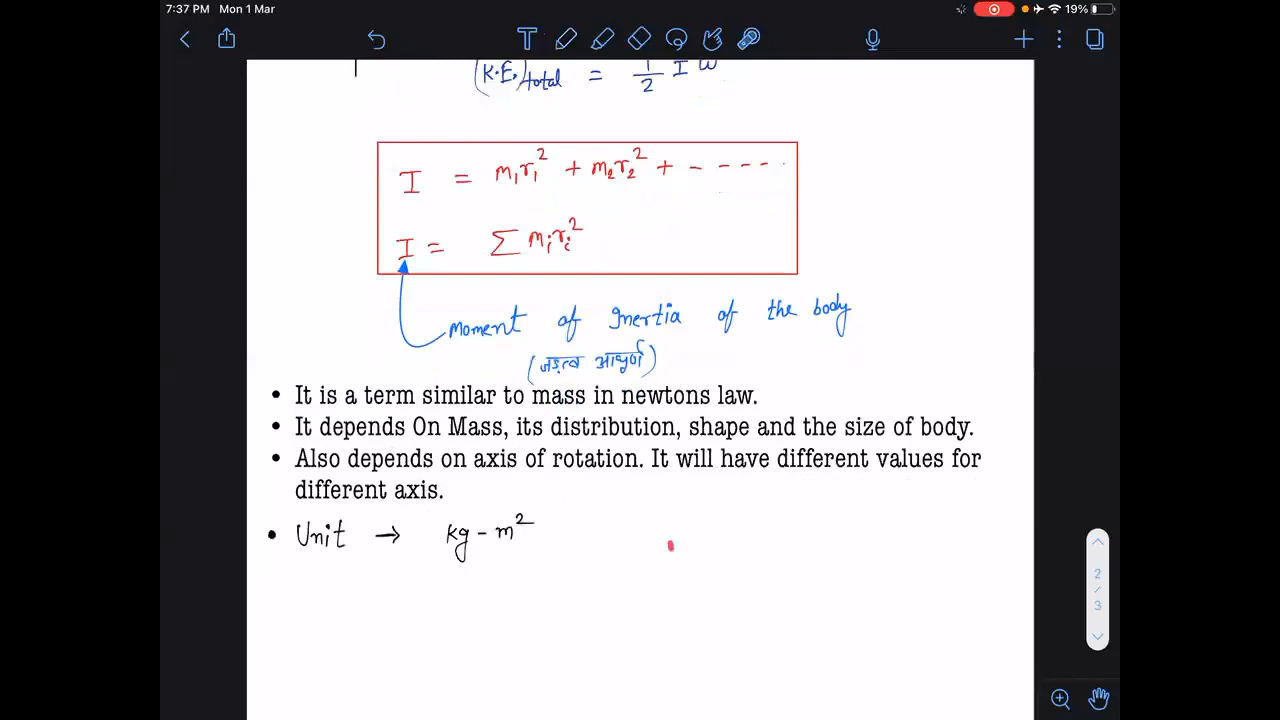 7:37 PM Mon 1 Mar 19%
(K.E.)total = 1/2 I ω
I = m₁r₁² + m₂r₂² + - - - - -
I = Σ mᵢrᵢ²
Moment of Inertia of the body
(जड़त्व आघूर्ण)
• It is a term similar to mass in newtons law.
• It depends On Mass, its distribution, shape and the size of body.
• Also depends on axis of rotation. It will have different values for
different axis.
• Unit → kg - m²
2
/
3